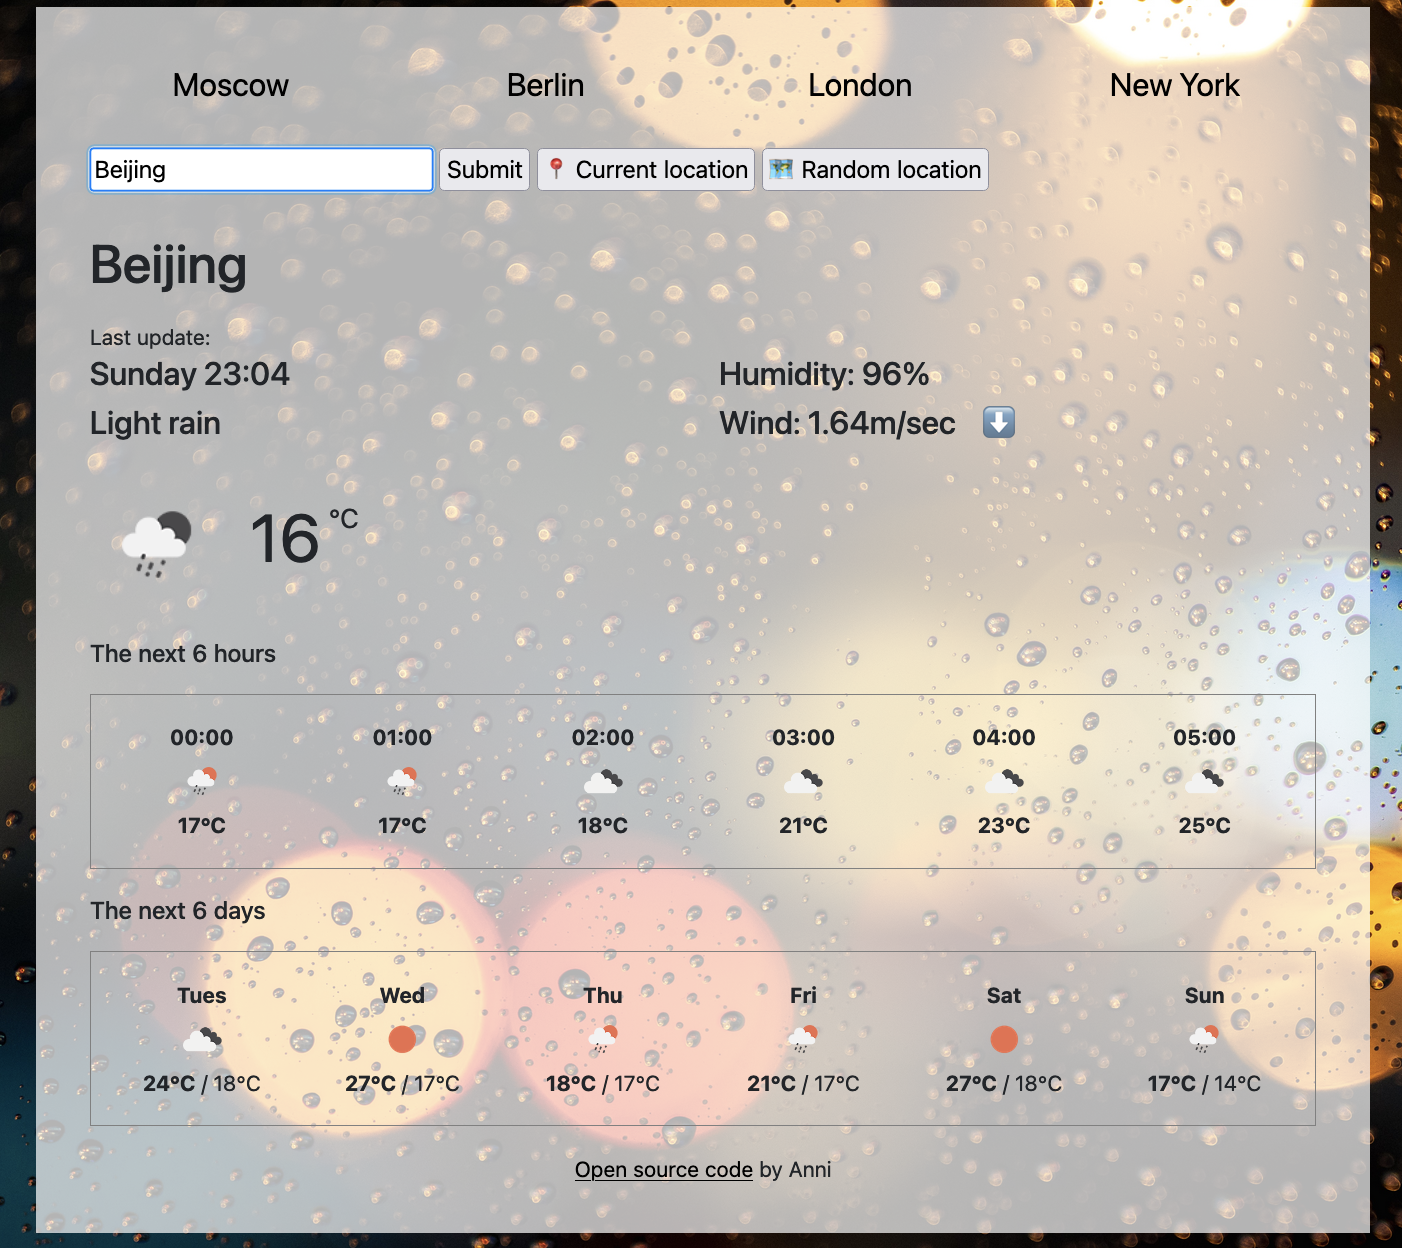 Moscow Berlin London New York
Beijing Submit Current location Random location
Beijing
Last update:
Sunday 23:04
Light rain
Humidity: 96%
Wind: 1.64m/sec
16 °C
The next 6 hours
00:00 01:00 02:00 03:00 04:00 05:00
17°C 17°C 18°C 21°C 23°C 25°C
The next 6 days
Tues Wed Thu Fri Sat Sun
24°C / 18°C 27°C / 17°C 18°C / 17°C 21°C / 17°C 27°C / 18°C 17°C / 14°C
Open source code by Anni